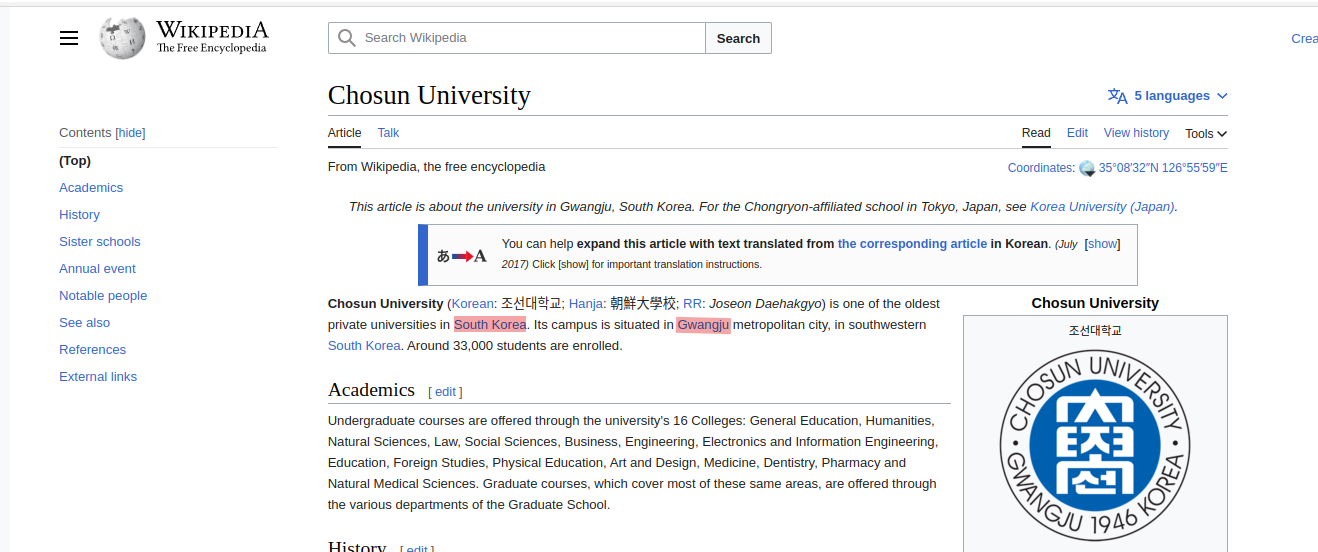 WIKIPEDIA
The Free Encyclopedia
Search Wikipedia
Search
Crea
Chosun University
5 languages
Contents [hide]
(Top)
Academics
History
Sister schools
Annual event
Notable people
See also
References
External links
Article Talk
Read Edit View history Tools
From Wikipedia, the free encyclopedia
Coordinates: 35°08′32″N 126°55′59″E
This article is about the university in Gwangju, South Korea. For the Chongryon-affiliated school in Tokyo, Japan, see Korea University (Japan).
あ A
You can help expand this article with text translated from the corresponding article in Korean. (July [show]
2017) Click [show] for important translation instructions.
Chosun University (Korean: 조선대학교; Hanja: 朝鮮大學校; RR: Joseon Daehakgyo) is one of the oldest
private universities in South Korea. Its campus is situated in Gwangju metropolitan city, in southwestern
South Korea. Around 33,000 students are enrolled.
Academics [ edit ]
Undergraduate courses are offered through the university's 16 Colleges: General Education, Humanities,
Natural Sciences, Law, Social Sciences, Business, Engineering, Electronics and Information Engineering,
Education, Foreign Studies, Physical Education, Art and Design, Medicine, Dentistry, Pharmacy and
Natural Medical Sciences. Graduate courses, which cover most of these same areas, are offered through
the various departments of the Graduate School.
History [ edit ]
Chosun University
조선대학교
CHOSUN UNIVERSITY
GWANGJU 1946 KOREA